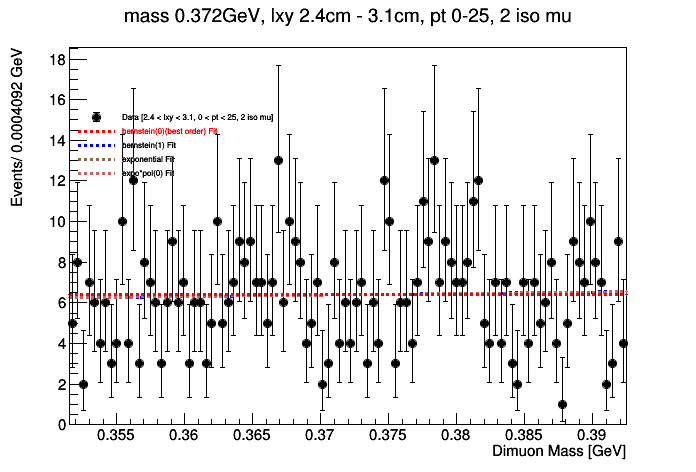 mass 0.372GeV, lxy 2.4cm - 3.1cm, pt 0-25, 2 iso mu
Events/ 0.0004092 GeV
18
16
14
12
10
8
6
4
2
0
Data [2.4 < lxy < 3.1, 0 < pt < 25, 2 iso mu]
bernstein(0)(best order) Fit
bernstein(1) Fit
exponential Fit
expo*pol(0) Fit
0.355 0.36 0.365 0.37 0.375 0.38 0.385 0.39
Dimuon Mass [GeV]